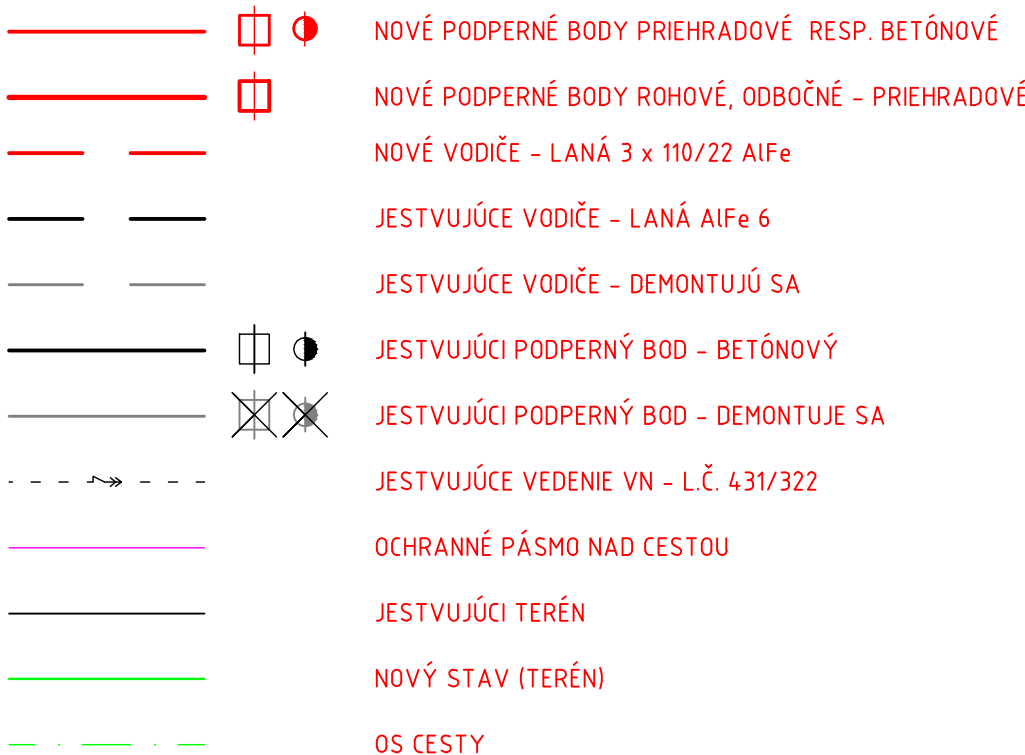 NOVÉ PODPERNÉ BODY PRIEHRADOVÉ RESP. BETÓNOVÉ
NOVÉ PODPERNÉ BODY ROHOVÉ, ODBOČNÉ - PRIEHRADOVÉ
NOVÉ VODIČE - LANÁ 3 x 110/22 AlFe
JESTVUJÚCE VODIČE - LANÁ AlFe 6
JESTVUJÚCE VODIČE - DEMONTUJÚ SA
JESTVUJÚCI PODPERNÝ BOD - BETÓNOVÝ
JESTVUJÚCI PODPERNÝ BOD - DEMONTUJE SA
JESTVUJÚCE VEDENIE VN - L.Č. 431/322
OCHRANNÉ PÁSMO NAD CESTOU
JESTVUJÚCI TERÉN
NOVÝ STAV (TERÉN)
OS CESTY